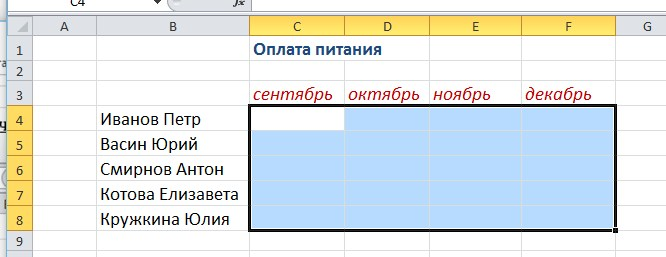 C4 fx
A B C D E F G
1 Оплата питания
2
3 сентябрь октябрь ноябрь декабрь
4 Иванов Петр
5 Васин Юрий
6 Смирнов Антон
7 Котова Елизавета
8 Кружкина Юлия
9